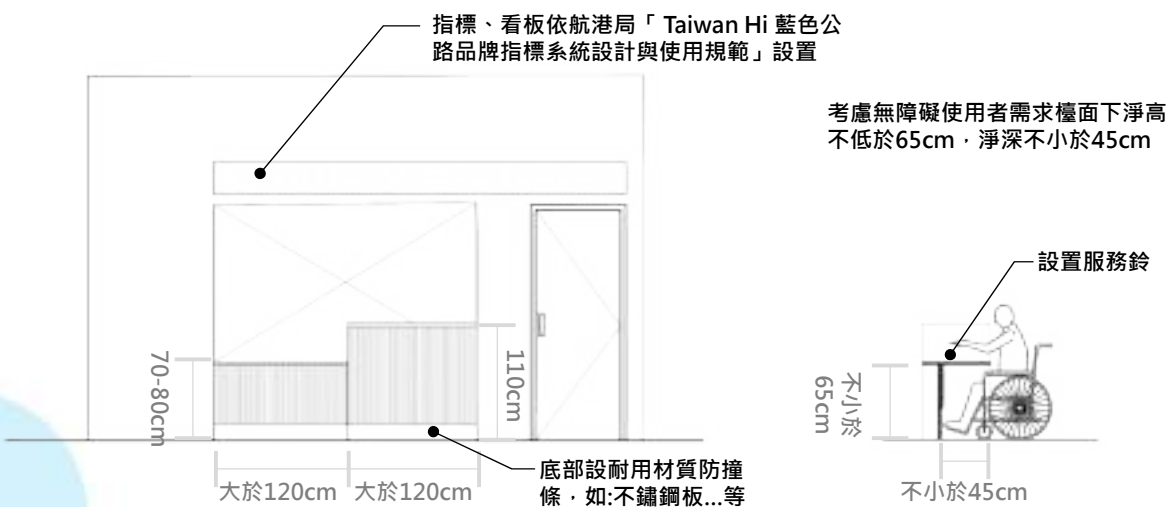 指標、看板依航港局「 Taiwan Hi 藍色公
路品牌指標系統設計與使用規範」設置
考慮無障礙使用者需求檯面下淨高
不低於65cm，淨深不小於45cm
設置服務鈴
70-80cm
110cm
不小於
65cm
大於120cm 大於120cm
底部設耐用材質防撞
條，如:不鏽鋼板...等
不小於45cm